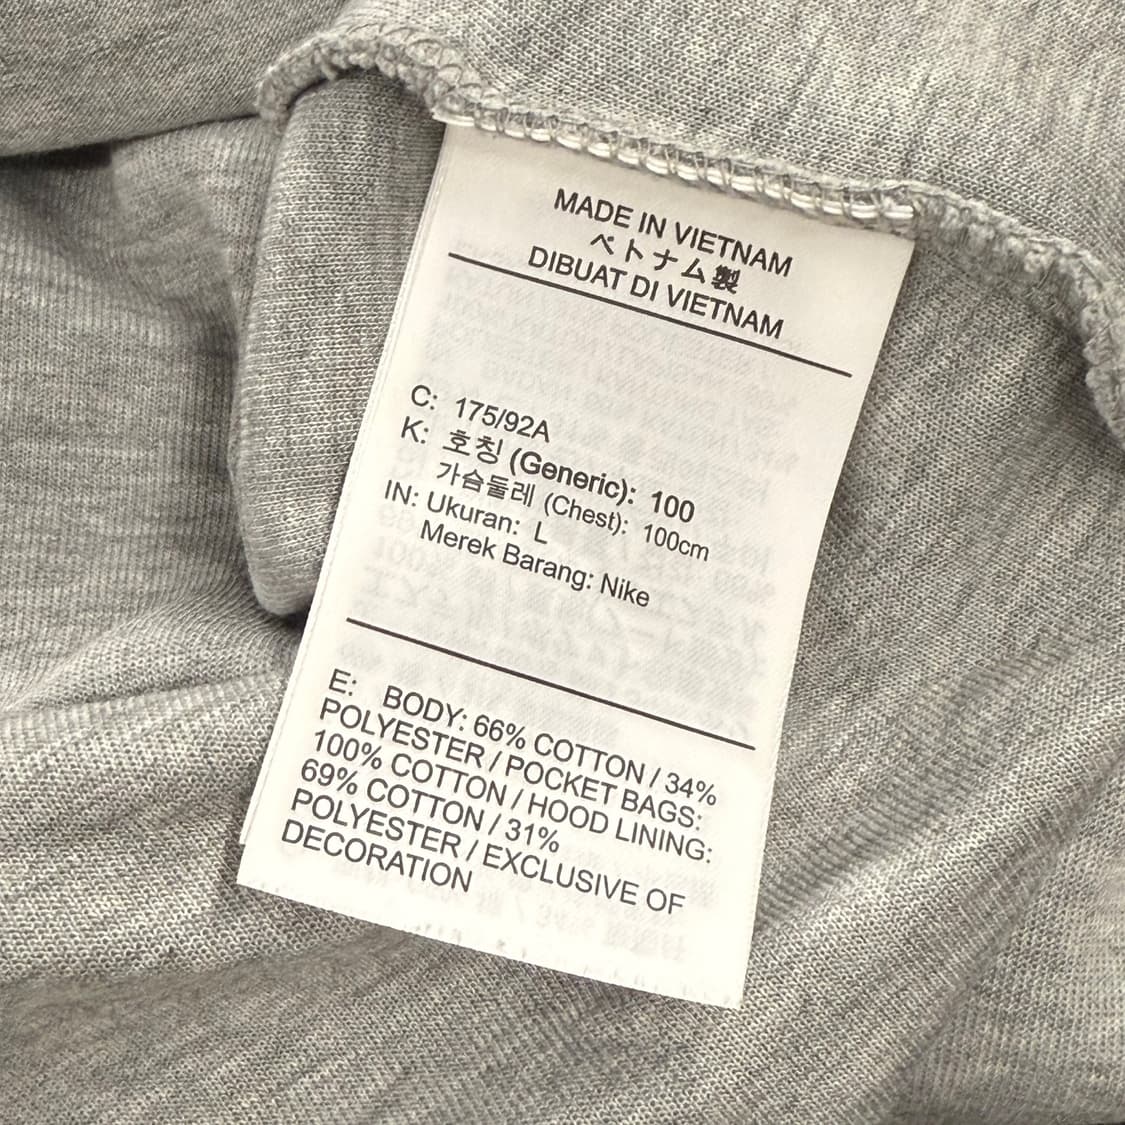 MADE IN VIETNAM
ベトナム製
DIBUAT DI VIETNAM
C: 175/92A
K: 호칭 (Generic): 100
가슴둘레 (Chest): 100cm
IN: Ukuran: L
Merek Barang: Nike
E: BODY: 66% COTTON / 34%
POLYESTER / POCKET BAGS:
100% COTTON / HOOD LINING:
69% COTTON / 31%
POLYESTER / EXCLUSIVE OF
DECORATION